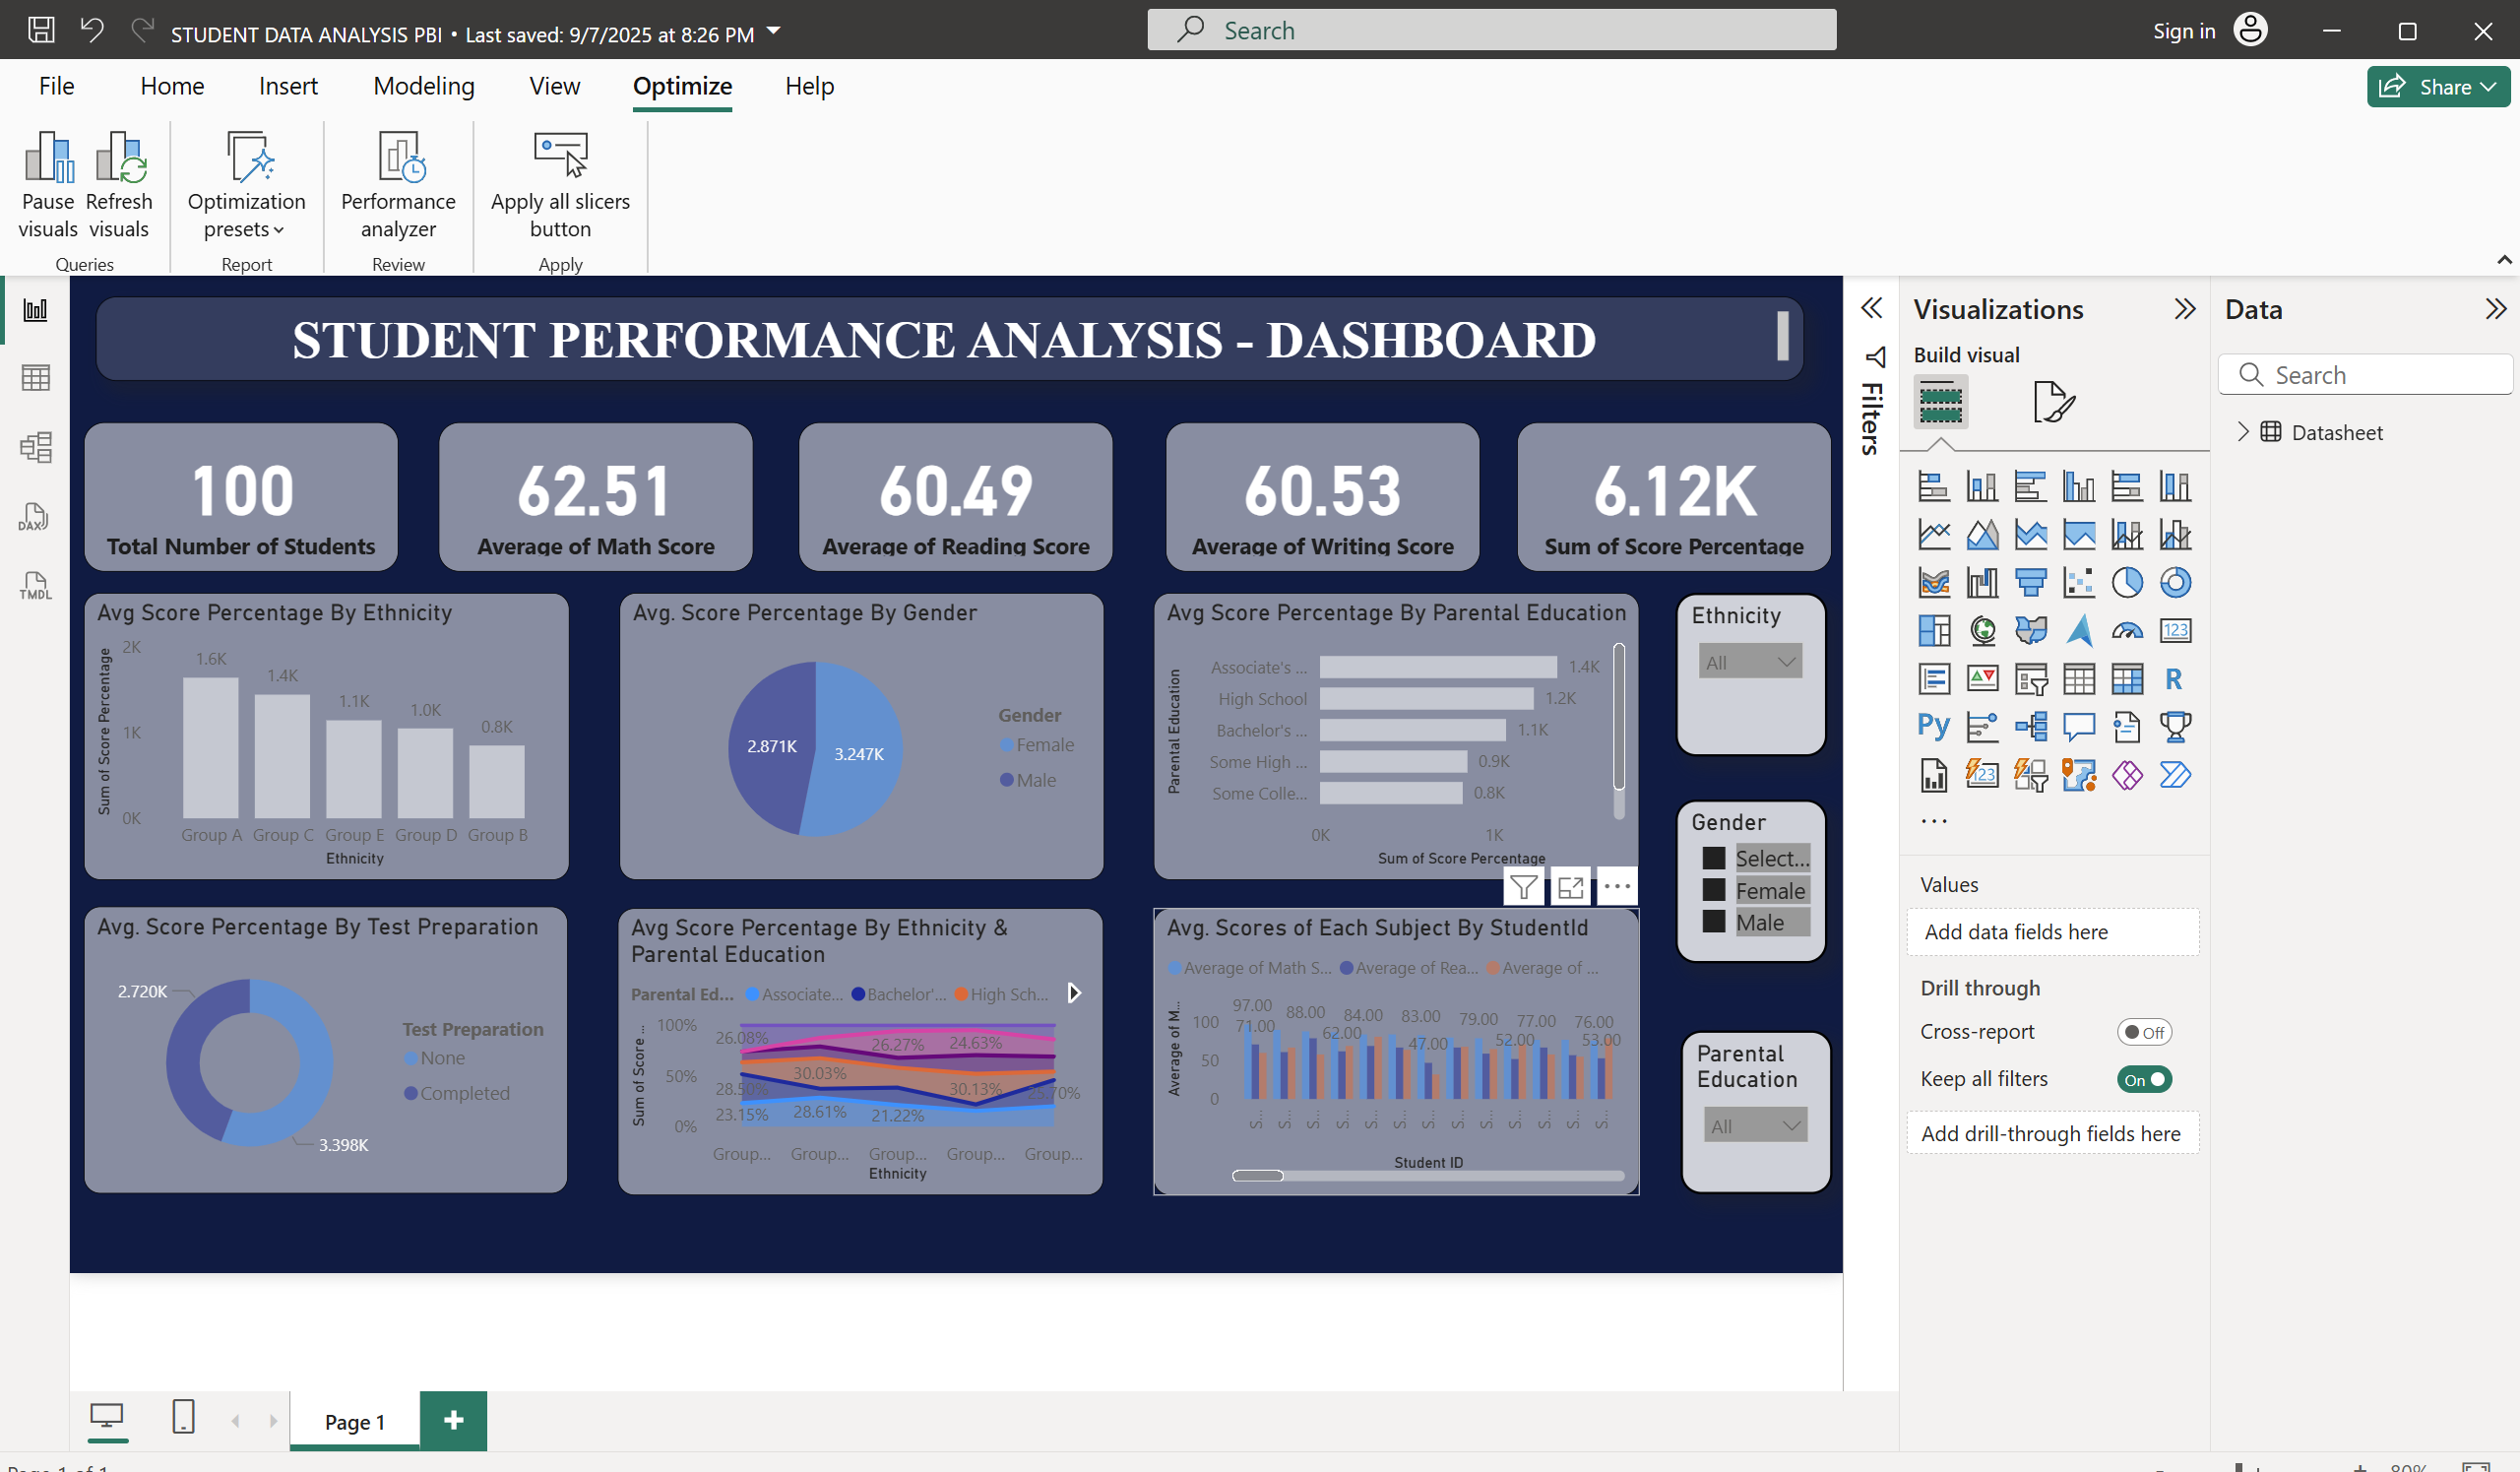 STUDENT DATA ANALYSIS PBI • Last saved: 9/7/2025 at 8:26 PM
Search
Sign in
File Home Insert Modeling View Optimize Help
Share
Pause visuals
Refresh visuals
Optimization presets
Performance analyzer
Apply all slicers button
Queries
Report
Review
Apply
STUDENT PERFORMANCE ANALYSIS - DASHBOARD
100
Total Number of Students
62.51
Average of Math Score
60.49
Average of Reading Score
60.53
Average of Writing Score
6.12K
Sum of Score Percentage
Avg Score Percentage By Ethnicity
Sum of Score Percentage
2K
1K
0K
1.6K
1.4K
1.1K
1.0K
0.8K
Group A Group C Group E Group D Group B
Ethnicity
Avg. Score Percentage By Gender
2.871K
3.247K
Gender
Female
Male
Avg Score Percentage By Parental Education
Parental Education
Associate's ... 1.4K
High School 1.2K
Bachelor's ... 1.1K
Some High ... 0.9K
Some Colle... 0.8K
0K 1K
Sum of Score Percentage
Ethnicity
All
Gender
Select...
Female
Male
Parental
Education
All
Avg. Score Percentage By Test Preparation
2.720K
3.398K
Test Preparation
None
Completed
Avg Score Percentage By Ethnicity &
Parental Education
Parental Ed... Associate... Bachelor'... High Sch...
Sum of Score ...
100%
50%
0%
26.08% 26.27% 24.63%
28.50% 30.03% 30.13% 25.70%
23.15% 28.61% 21.22%
Group... Group... Group... Group... Group...
Ethnicity
Avg. Scores of Each Subject By StudentId
Average of Math S... Average of Rea... Average of ...
Average of M...
100
50
0
97.00 88.00 84.00 83.00 79.00 77.00 76.00
71.00 62.00 47.00 52.00 53.00
S... S... S... S... S... S... S... S... S... S... S... S... S...
Student ID
Filters
Visualizations
Build visual
123
R
Py
123
...
Values
Add data fields here
Drill through
Cross-report
Off
Keep all filters
On
Add drill-through fields here
Data
Search
Datasheet
DAX
TMDL
Page 1
Page 1 of 1
80%